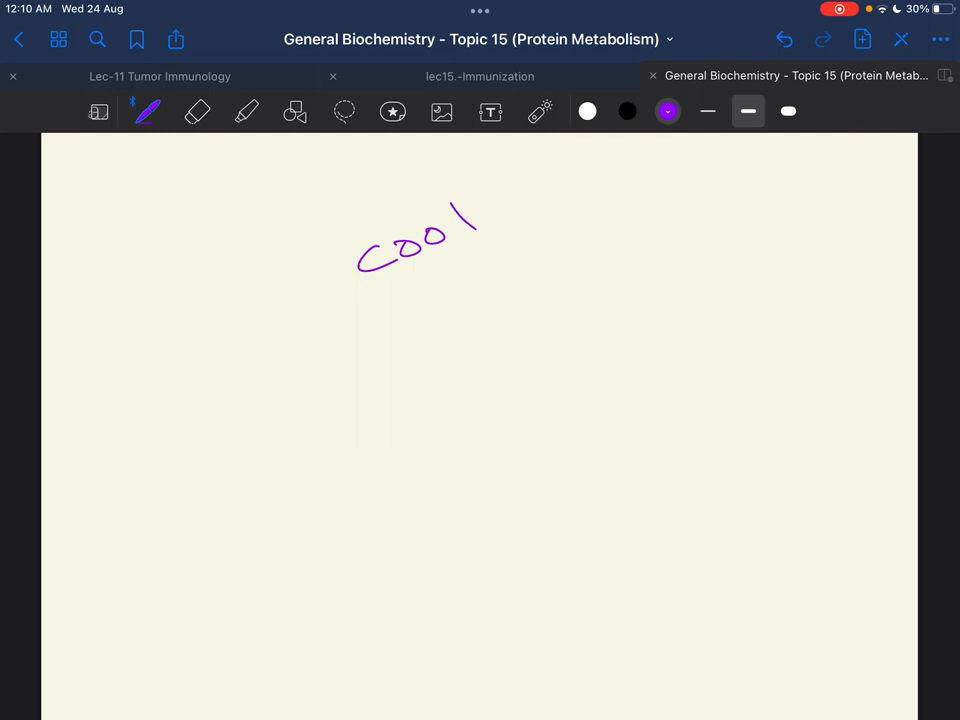 12:10 AM Wed 24 Aug
30%
General Biochemistry - Topic 15 (Protein Metabolism)
Lec-11 Tumor Immunology
lec15.-Immunization
General Biochemistry - Topic 15 (Protein Metab...
T
cool